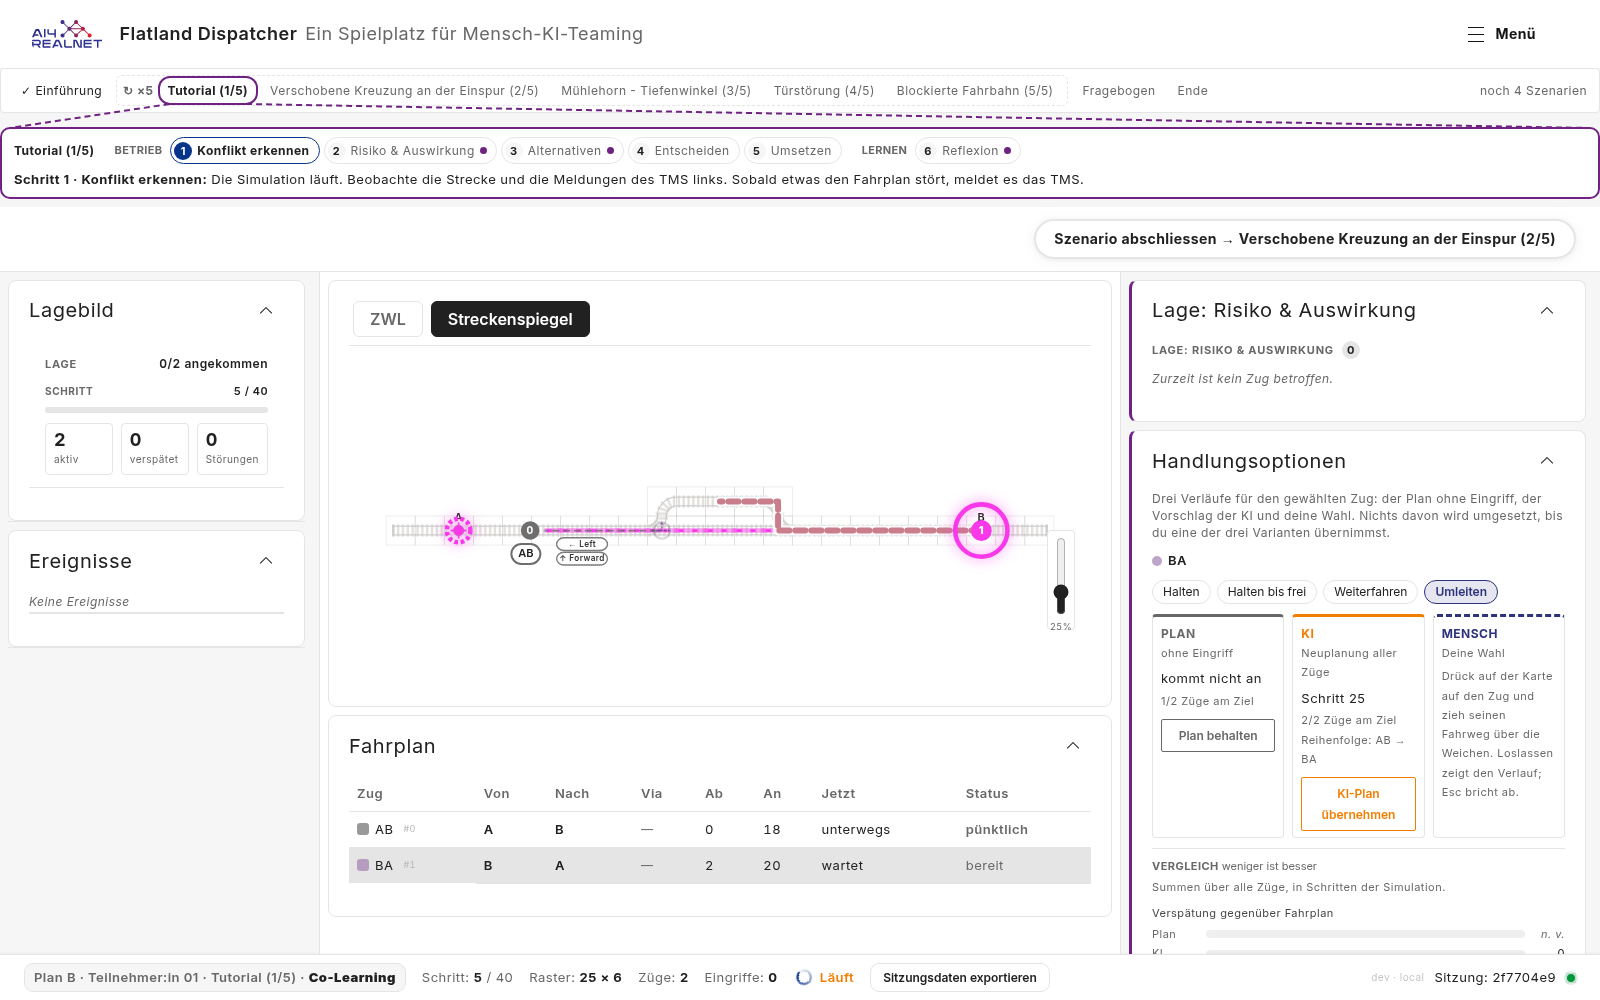 AI4
REALNET
Flatland Dispatcher Ein Spielplatz für Mensch-KI-Teaming
Menü
✓ Einführung
↻ ×5
Tutorial (1/5)
Verschobene Kreuzung an der Einspur (2/5)
Mühlehorn - Tiefenwinkel (3/5)
Türstörung (4/5)
Blockierte Fahrbahn (5/5)
Fragebogen
Ende
noch 4 Szenarien
Tutorial (1/5)
BETRIEB
1 Konflikt erkennen
2 Risiko & Auswirkung
3 Alternativen
4 Entscheiden
5 Umsetzen
LERNEN
6 Reflexion
Schritt 1 · Konflikt erkennen: Die Simulation läuft. Beobachte die Strecke und die Meldungen des TMS links. Sobald etwas den Fahrplan stört, meldet es das TMS.
Szenario abschliessen → Verschobene Kreuzung an der Einspur (2/5)
Lagebild
LAGE 0/2 angekommen
SCHRITT 5 / 40
2 0 0
aktiv verspätet Störungen
Ereignisse
Keine Ereignisse
ZWL
Streckenspiegel
A
0
AB
← Left
↑ Forward
B
1
25%
Fahrplan
Zug Von Nach Via Ab An Jetzt Status
AB #0 A B — 0 18 unterwegs pünktlich
BA #1 B A — 2 20 wartet bereit
Lage: Risiko & Auswirkung
LAGE: RISIKO & AUSWIRKUNG 0
Zurzeit ist kein Zug betroffen.
Handlungsoptionen
Drei Verläufe für den gewählten Zug: der Plan ohne Eingriff, der
Vorschlag der KI und deine Wahl. Nichts davon wird umgesetzt, bis
du eine der drei Varianten übernimmst.
BA
Halten
Halten bis frei
Weiterfahren
Umleiten
PLAN
ohne Eingriff
kommt nicht an
1/2 Züge am Ziel
Plan behalten
KI
Neuplanung aller
Züge
Schritt 25
2/2 Züge am Ziel
Reihenfolge: AB →
BA
KI-Plan
übernehmen
MENSCH
Deine Wahl
Drück auf der Karte
auf den Zug und
zieh seinen
Fahrweg über die
Weichen. Loslassen
zeigt den Verlauf;
Esc bricht ab.
VERGLEICH weniger ist besser
Summen über alle Züge, in Schritten der Simulation.
Verspätung gegenüber Fahrplan
Plan n. v.
KI 0
Plan B · Teilnehmer:in 01 · Tutorial (1/5) · Co-Learning
Schritt: 5 / 40
Raster: 25 × 6
Züge: 2
Eingriffe: 0
Läuft
Sitzungsdaten exportieren
dev · local
Sitzung: 2f7704e9